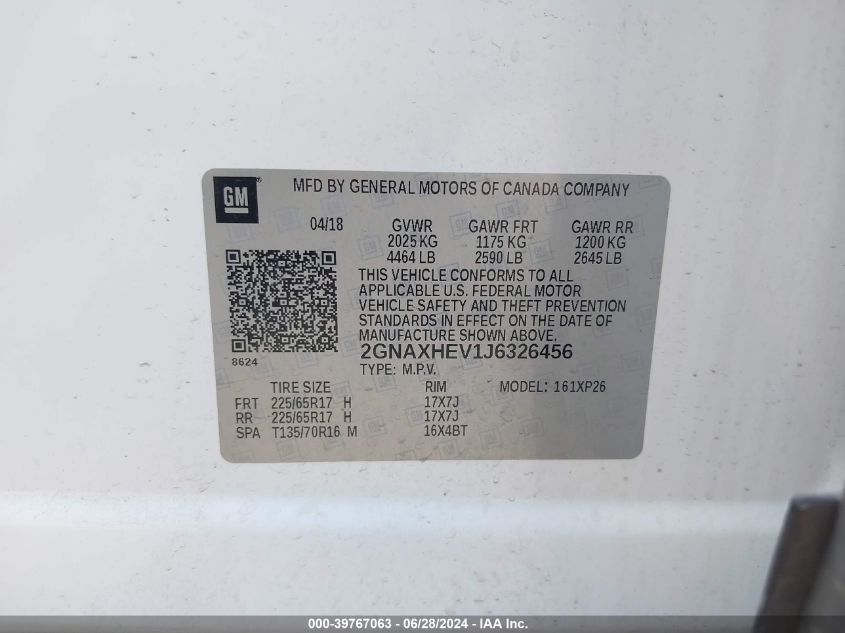 GM®
MFD BY GENERAL MOTORS OF CANADA COMPANY
04/18 GVWR GAWR FRT GAWR RR
2025 KG 1175 KG 1200 KG
4464 LB 2590 LB 2645 LB
THIS VEHICLE CONFORMS TO ALL
APPLICABLE U.S. FEDERAL MOTOR
VEHICLE SAFETY AND THEFT PREVENTION
STANDARDS IN EFFECT ON THE DATE OF
MANUFACTURE SHOWN ABOVE.
8624
2GNAXHEV1J6326456
TYPE: M.P.V.
TIRE SIZE RIM MODEL: 161XP26
FRT 225/65R17 H 17X7J
RR 225/65R17 H 17X7J
SPA T135/70R16 M 16X4BT
000-39767063 / 06/28/2024 - IAA Inc.